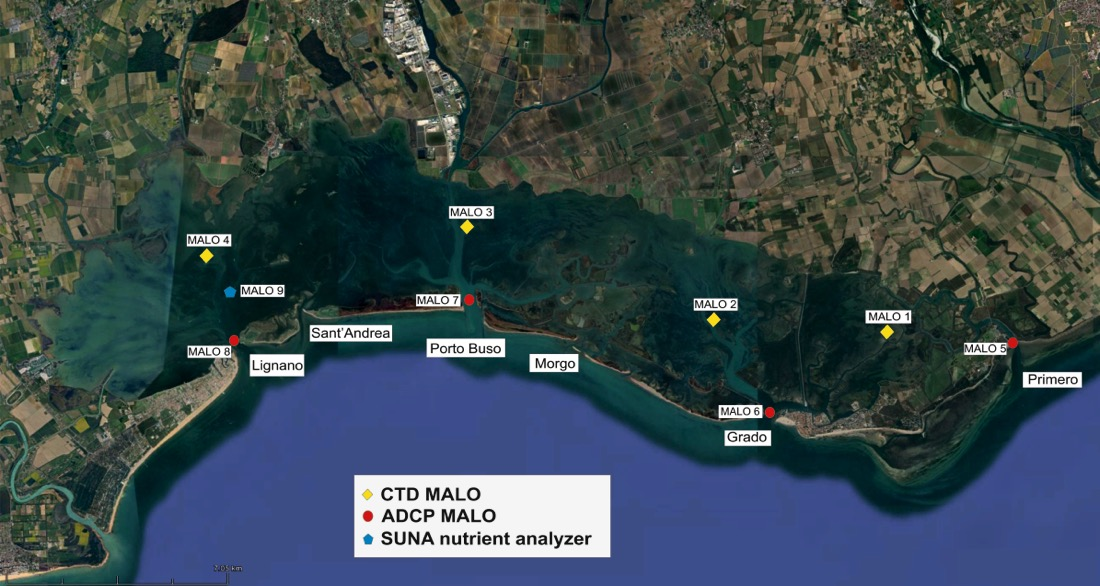 MALO 3
MALO 4
MALO 9
MALO 7
MALO 2
MALO 1
Sant'Andrea
MALO 8
Porto Buso
MALO 5
Lignano
Morgo
Primero
MALO 6
Grado
CTD MALO
ADCP MALO
SUNA nutrient analyzer